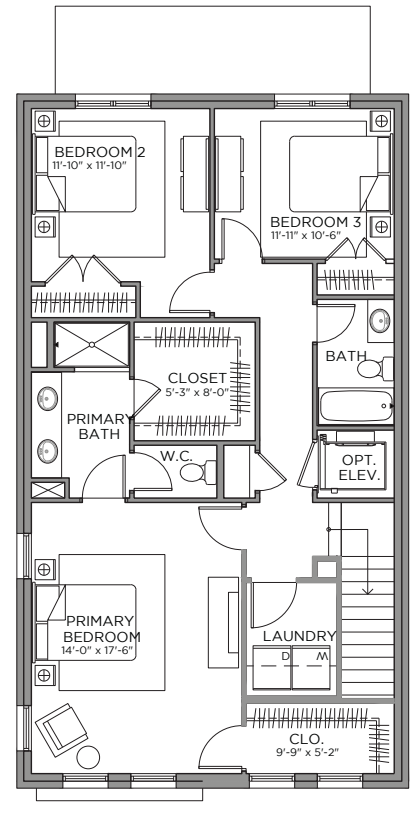 BEDROOM 2
11'-10" x 11'-10"
BEDROOM 3
11'-11" x 10'-6"
CLOSET
5'-3" x 8'-0"
BATH
PRIMARY
BATH
W.C.
OPT.
ELEV.
PRIMARY
BEDROOM
14'-0" x 17'-6"
LAUNDRY
D
W
CLO.
9'-9" x 5'-2"